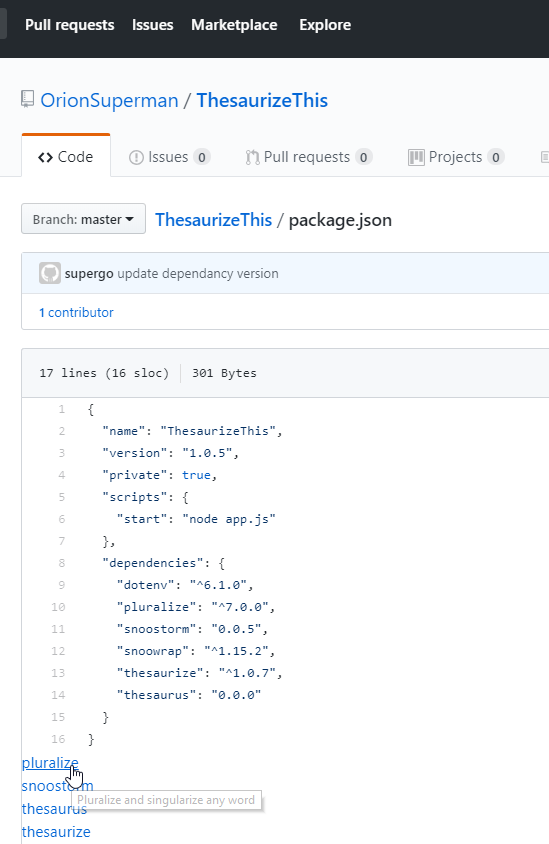 Pull requests Issues Marketplace Explore
OrionSuperman / ThesaurizeThis
Code Issues 0 Pull requests 0 Projects 0
Branch: master ThesaurizeThis / package.json
supergo update dependancy version
1 contributor
17 lines (16 sloc) 301 Bytes
1 {
2 "name": "ThesaurizeThis",
3 "version": "1.0.5",
4 "private": true,
5 "scripts": {
6 "start": "node app.js"
7 },
8 "dependencies": {
9 "dotenv": "^6.1.0",
10 "pluralize": "^7.0.0",
11 "snoostorm": "0.0.5",
12 "snoowrap": "^1.15.2",
13 "thesaurize": "^1.0.7",
14 "thesaurus": "0.0.0"
15 }
16 }
pluralize
snoostorm
Pluralize and singularize any word
thesaurus
thesaurize